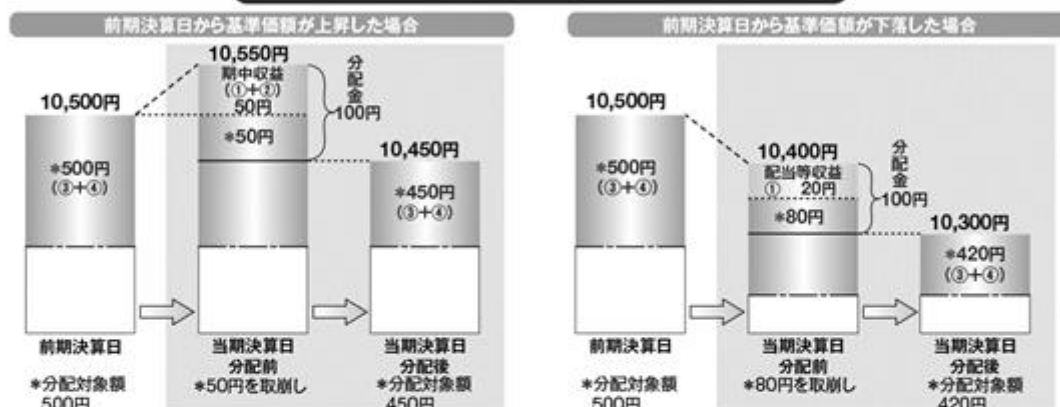 前期決算日から基準価額が上昇した場合
10,550円
期中収益
(①+②)
50円
*50円
分配金
100円
10,500円
*500円
(③+④)
10,450円
*450円
(③+④)
前期決算日
当期決算日
分配前
*50円を取崩し
当期決算日
分配後
*分配対象額
500円
*分配対象額
450円
前期決算日から基準価額が下落した場合
10,500円
*500円
(③+④)
10,400円
配当等収益
① 20円
*80円
分配金
100円
10,300円
*420円
(③+④)
前期決算日
当期決算日
分配前
*80円を取崩し
当期決算日
分配後
*分配対象額
500円
*分配対象額
420円